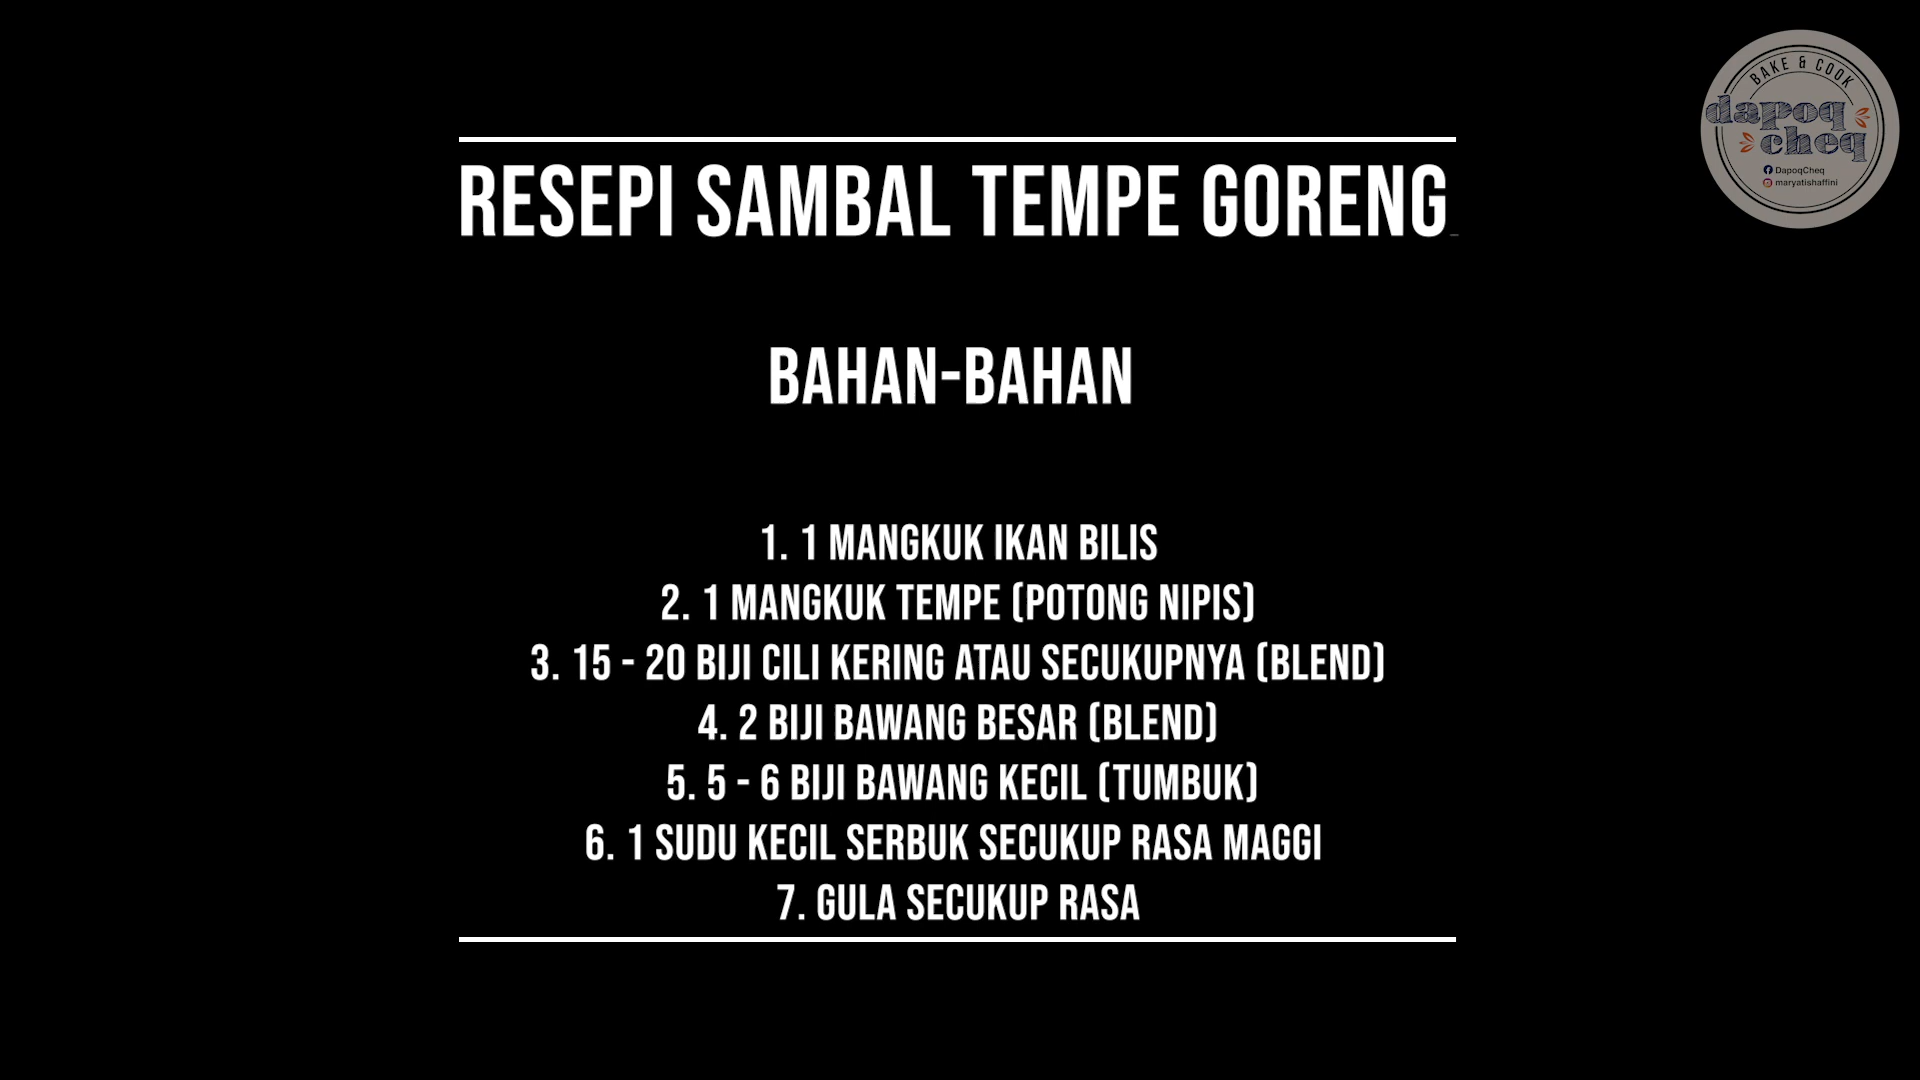 BAKE & COOK
dapoq
cheq
DapoqCheq
maryatishaffini
RESEPI SAMBAL TEMPE GORENG
BAHAN-BAHAN
1. 1 MANGKUK IKAN BILIS
2. 1 MANGKUK TEMPE (POTONG NIPIS)
3. 15 - 20 BIJI CILI KERING ATAU SECUKUPNYA (BLEND)
4. 2 BIJI BAWANG BESAR (BLEND)
5. 5 - 6 BIJI BAWANG KECIL (TUMBUK)
6. 1 SUDU KECIL SERBUK SECUKUP RASA MAGGI
7. GULA SECUKUP RASA